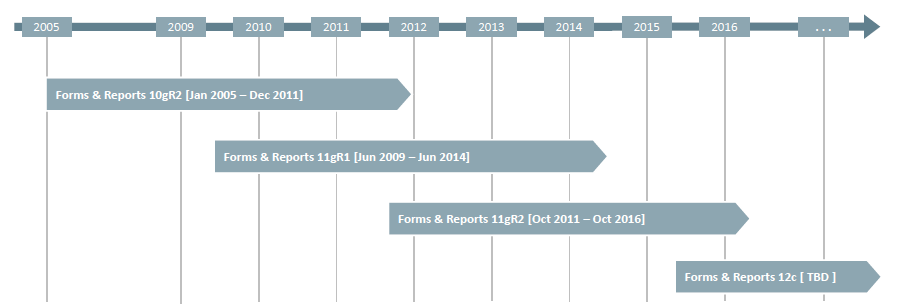 2005 2009 2010 2011 2012 2013 2014 2015 2016 ...
Forms & Reports 10gR2 [Jan 2005 – Dec 2011]
Forms & Reports 11gR1 [Jun 2009 – Jun 2014]
Forms & Reports 11gR2 [Oct 2011 – Oct 2016]
Forms & Reports 12c [ TBD ]